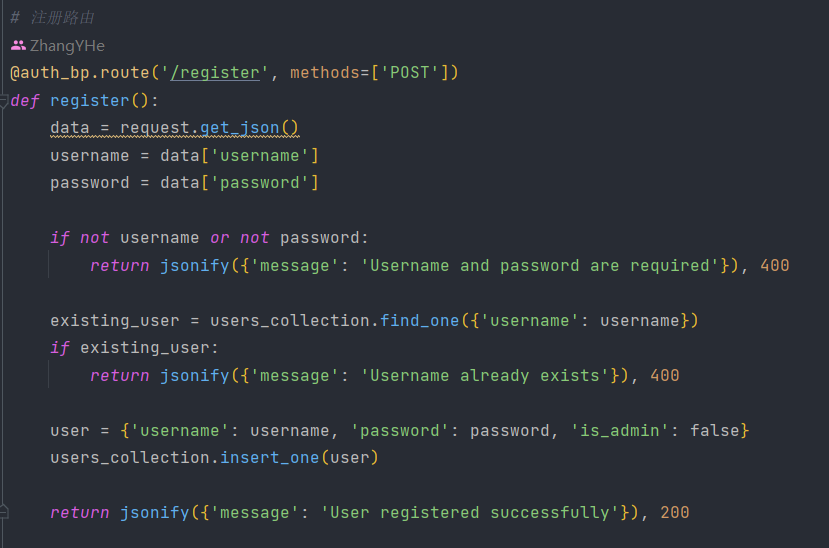 # 注册路由
ZhangYHe
@auth_bp.route('/register', methods=['POST'])
def register():
    data = request.get_json()
    username = data['username']
    password = data['password']
    if not username or not password:
        return jsonify({'message': 'Username and password are required'}), 400
    existing_user = users_collection.find_one({'username': username})
    if existing_user:
        return jsonify({'message': 'Username already exists'}), 400
    user = {'username': username, 'password': password, 'is_admin': false}
    users_collection.insert_one(user)
    return jsonify({'message': 'User registered successfully'}), 200